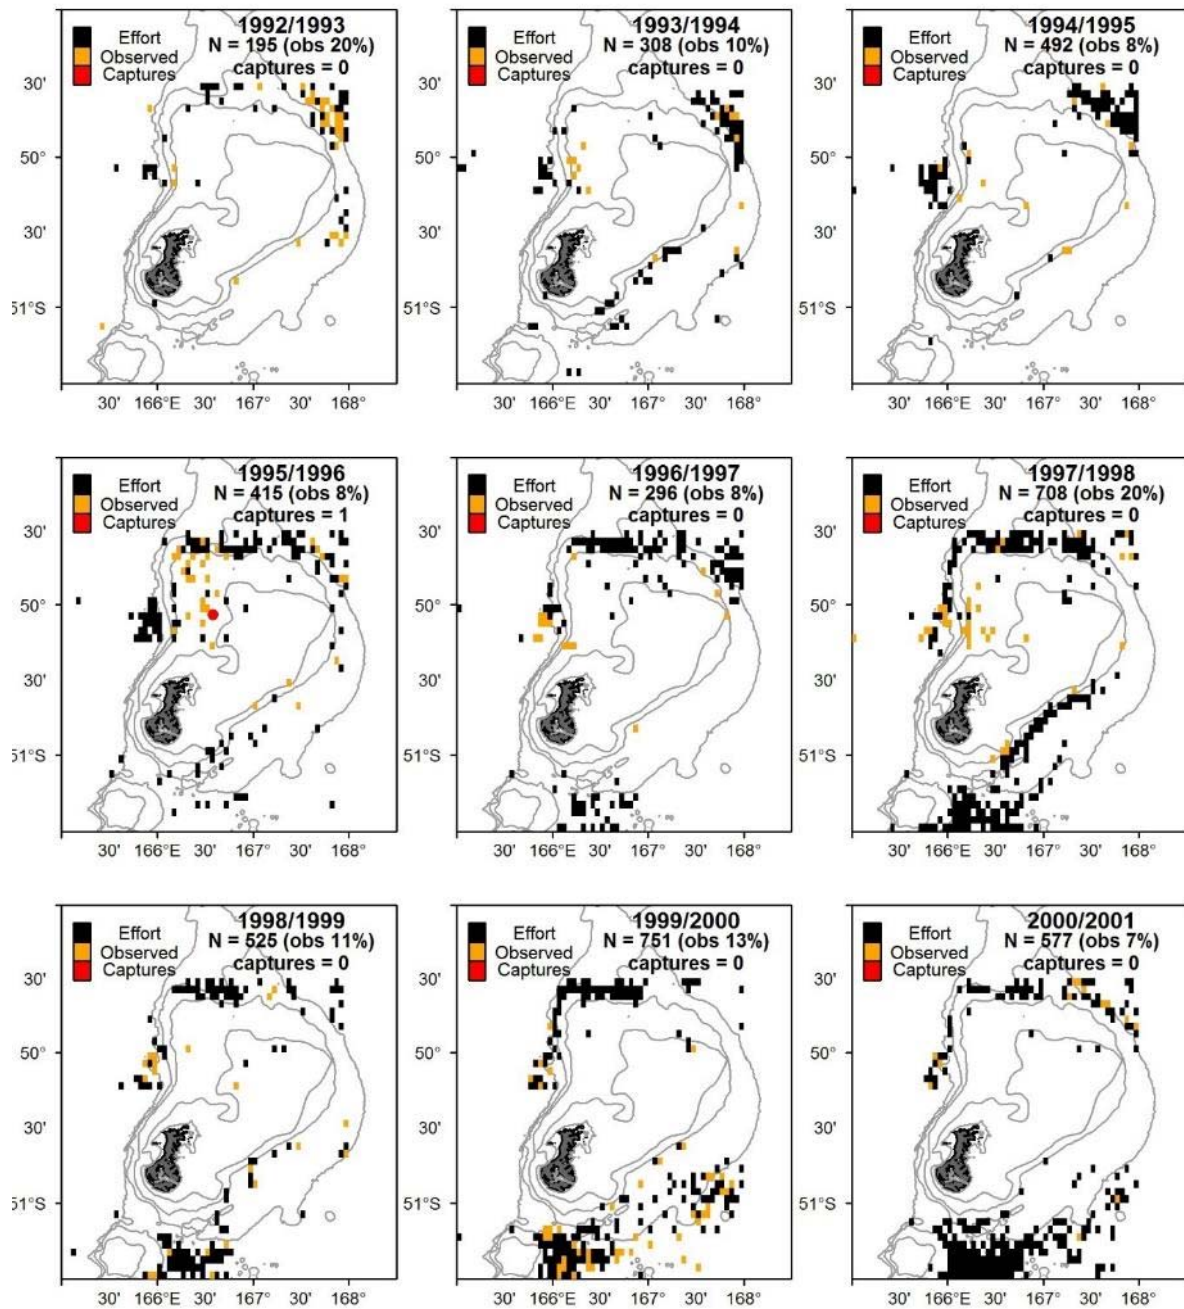 1992/1993
Effort
N = 195 (obs 20%)
Observed
captures = 0
Captures
30'
50°
30'
51°S
30' 166°E 30' 167° 30' 168°
1993/1994
Effort
N = 308 (obs 10%)
Observed
captures = 0
Captures
30'
50°
30'
51°S
30' 166°E 30' 167° 30' 168°
1994/1995
Effort
N = 492 (obs 8%)
Observed
captures = 0
Captures
30'
50°
30'
51°S
30' 166°E 30' 167° 30' 168°
1995/1996
Effort
N = 415 (obs 8%)
Observed
captures = 1
Captures
30'
50°
30'
51°S
30' 166°E 30' 167° 30' 168°
1996/1997
Effort
N = 296 (obs 8%)
Observed
captures = 0
Captures
30'
50°
30'
51°S
30' 166°E 30' 167° 30' 168°
1997/1998
Effort
N = 708 (obs 20%)
Observed
captures = 0
Captures
30'
50°
30'
51°S
30' 166°E 30' 167° 30' 168°
1998/1999
Effort
N = 525 (obs 11%)
Observed
captures = 0
Captures
30'
50°
30'
51°S
30' 166°E 30' 167° 30' 168°
1999/2000
Effort
N = 751 (obs 13%)
Observed
captures = 0
Captures
30'
50°
30'
51°S
30' 166°E 30' 167° 30' 168°
2000/2001
Effort
N = 577 (obs 7%)
Observed
captures = 0
Captures
30'
50°
30'
51°S
30' 166°E 30' 167° 30' 168°